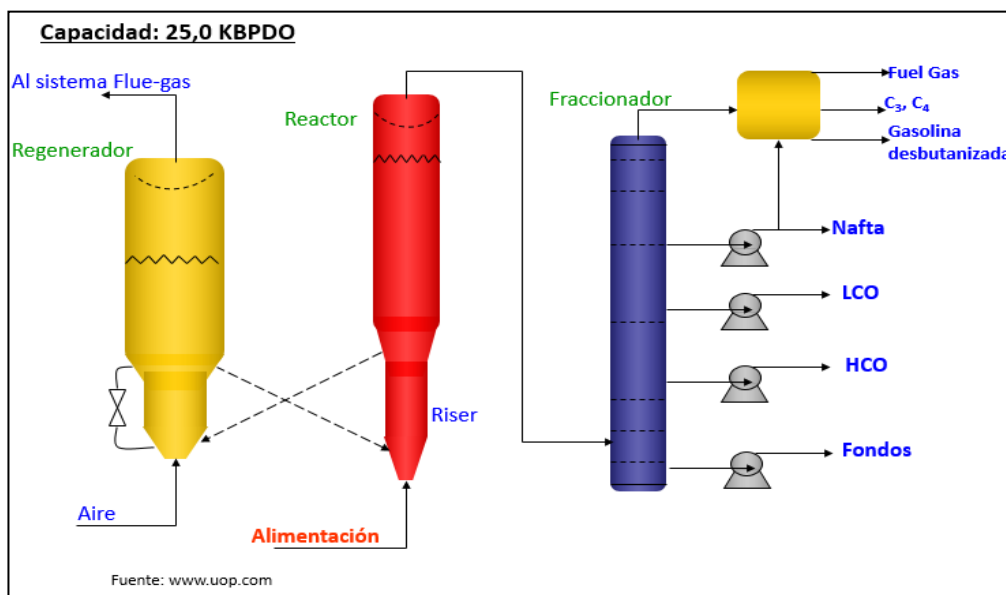 Capacidad: 25,0 KBPDO
Al sistema Flue-gas
Regenerador
Reactor
Fraccionador
Fuel Gas
C₃, C₄
Gasolina
desbutanizada
Nafta
LCO
HCO
Riser
Fondos
Aire
Alimentación
Fuente: www.uop.com